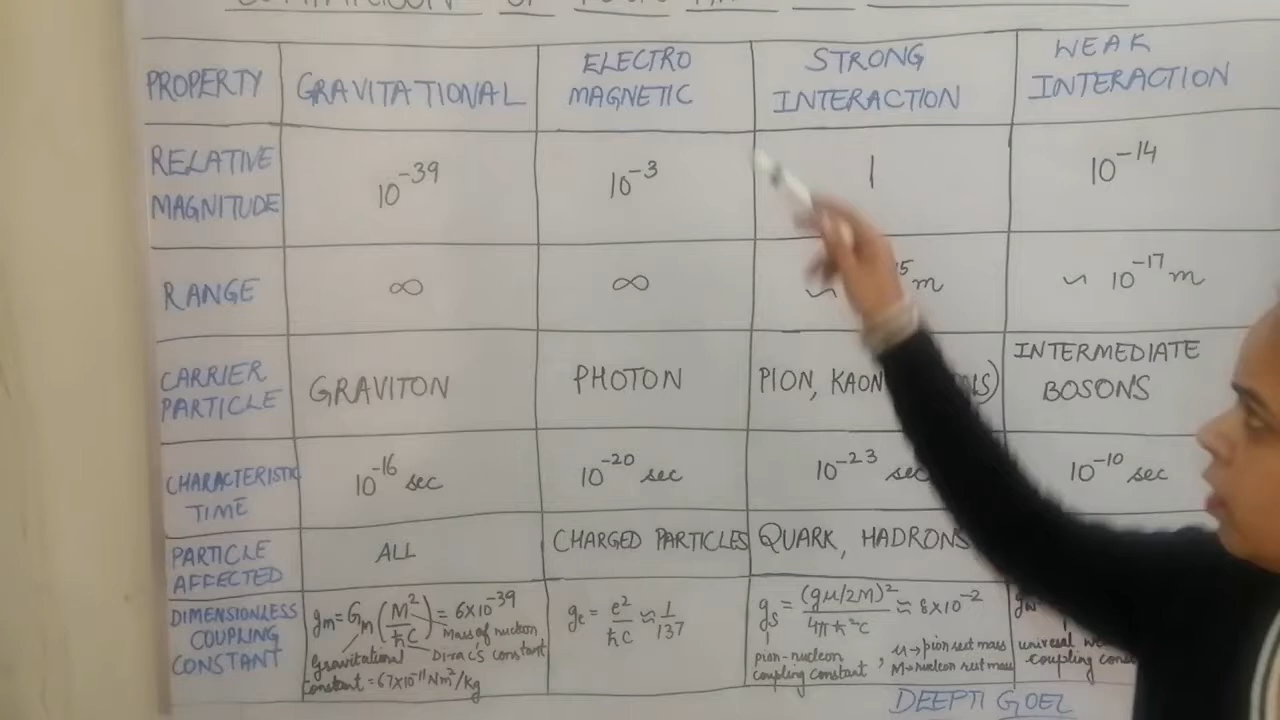 PROPERTY GRAVITATIONAL ELECTRO MAGNETIC STRONG INTERACTION WEAK INTERACTION
RELATIVE MAGNITUDE 10⁻³⁹ 10⁻³ 1 10⁻¹⁴
RANGE ∞ ∞ ~ m ~ 10⁻¹⁷ m
CARRIER PARTICLE GRAVITON PHOTON PION, KAON INTERMEDIATE BOSONS
CHARACTERISTIC TIME 10⁻¹⁶ sec 10⁻²⁰ sec 10⁻²³ sec 10⁻¹⁰ sec
PARTICLE AFFECTED ALL CHARGED PARTICLES QUARK, HADRONS
DIMENSIONLESS COUPLING CONSTANT
gm = Gm (M²/ħc) = 6×10⁻³⁹
Mass of nucleon
Dirac's constant
Gravitational
constant = 6.7×10⁻¹¹ Nm²/kg
ge = e²/ħc ≈ 1/137
gs = (gμ/2M)²/4πħ²c ≈ 8×10⁻²
pion-nucleon
coupling constant , μ→pion rest mass
M→nucleon rest mass
coupling
DEEPTI GOEL